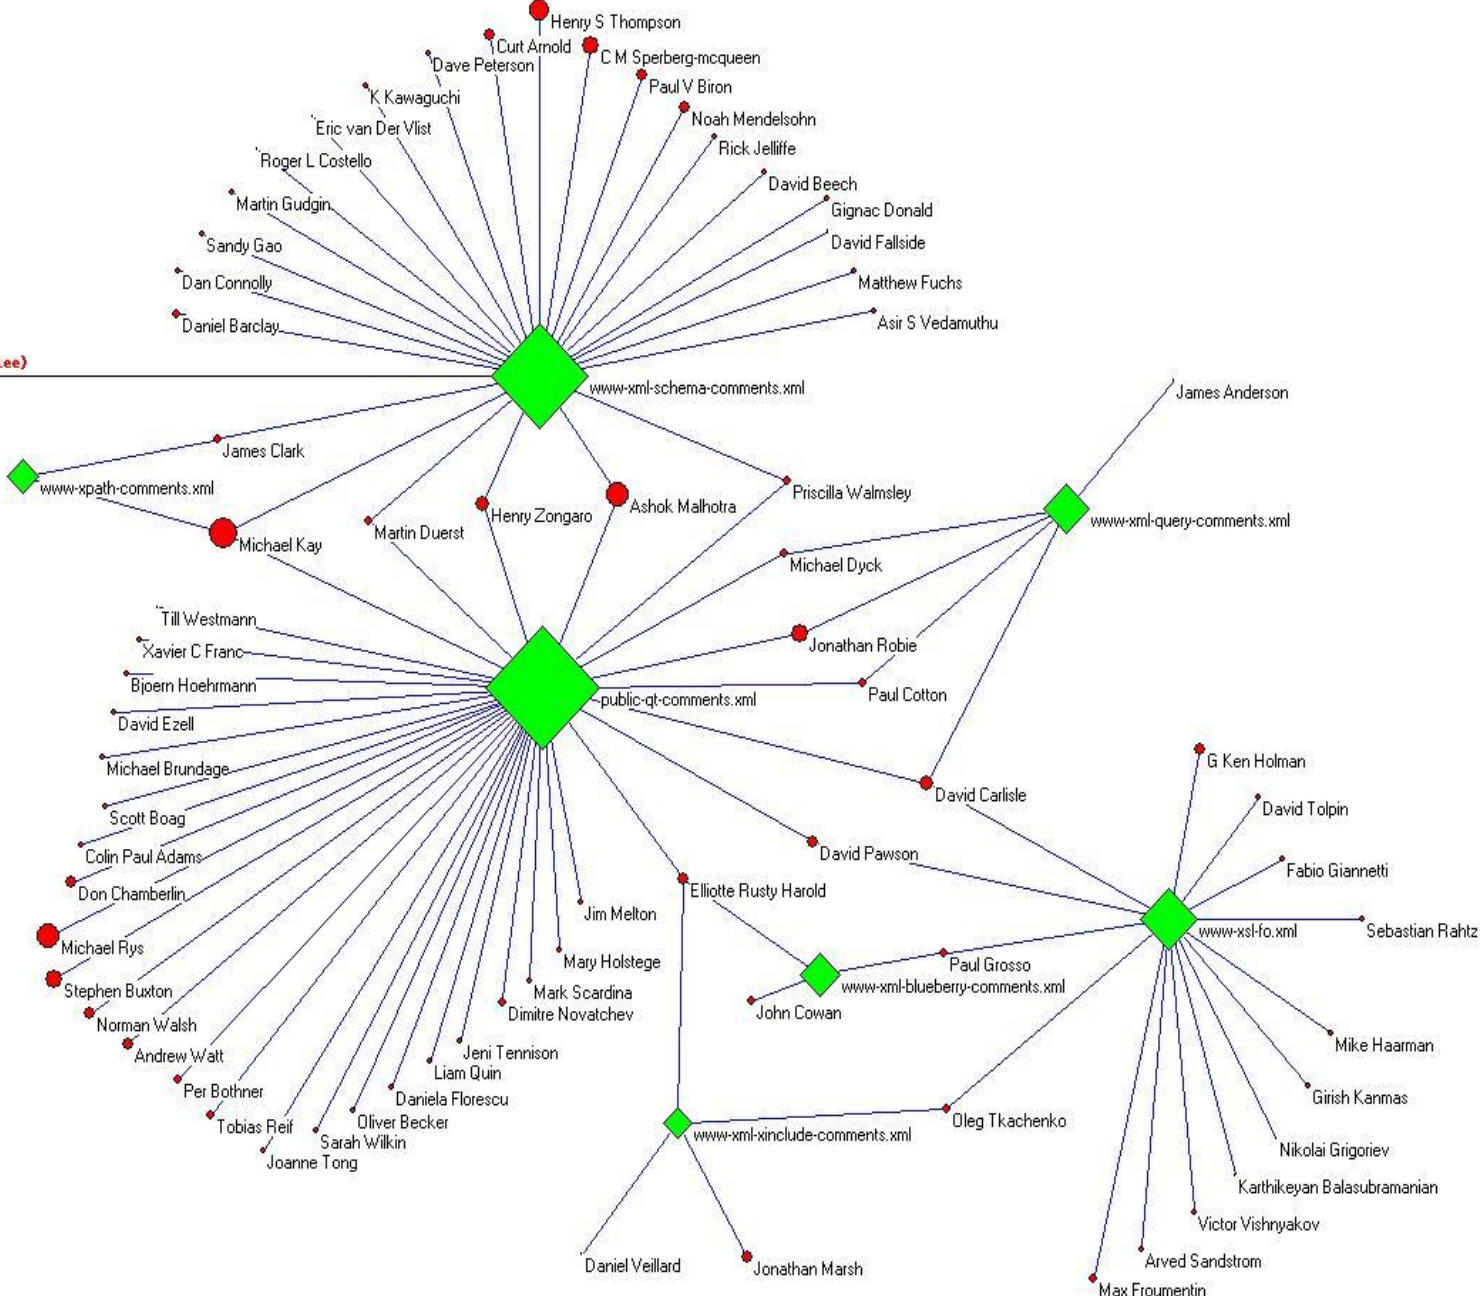 Henry S Thompson
Curt Arnold
C M Sperberg-mcqueen
Dave Peterson
Paul V Biron
K Kawaguchi
Noah Mendelsohn
Eric van Der Vlist
Rick Jelliffe
Roger L Costello
David Beech
Martin Gudgin
Gignac Donald
Sandy Gao
David Fallside
Dan Connolly
Matthew Fuchs
Daniel Barclay
Asir S Vedamuthu
lee)
www-xml-schema-comments.xml
James Anderson
James Clark
www-xpath-comments.xml
Priscilla Walmsley
Henry Zongaro
Ashok Malhotra
www-xml-query-comments.xml
Martin Duerst
Michael Kay
Michael Dyck
Till Westmann
Jonathan Robie
Xavier C Franc
Bjoern Hoehrmann
Paul Cotton
public-qt-comments.xml
David Ezell
G Ken Holman
Michael Brundage
David Carlisle
David Tolpin
Scott Boag
Colin Paul Adams
David Pawson
Fabio Giannetti
Don Chamberlin
Elliotte Rusty Harold
Jim Melton
www-xsl-fo.xml
Sebastian Rahtz
Michael Rys
Mary Holstege
Paul Grosso
Stephen Buxton
Mark Scardina
www-xml-blueberry-comments.xml
Dimitre Novatchev
John Cowan
Norman Walsh
Mike Haarman
Andrew Watt
Jeni Tennison
Liam Quin
Per Bothner
Daniela Florescu
Girish Kanmas
Tobias Reif
Oliver Becker
Oleg Tkachenko
Sarah Wilkin
www-xml-xinclude-comments.xml
Nikolai Grigoriev
Joanne Tong
Karthikeyan Balasubramanian
Victor Vishnyakov
Daniel Veillard
Jonathan Marsh
Arved Sandstrom
Max Froumentin